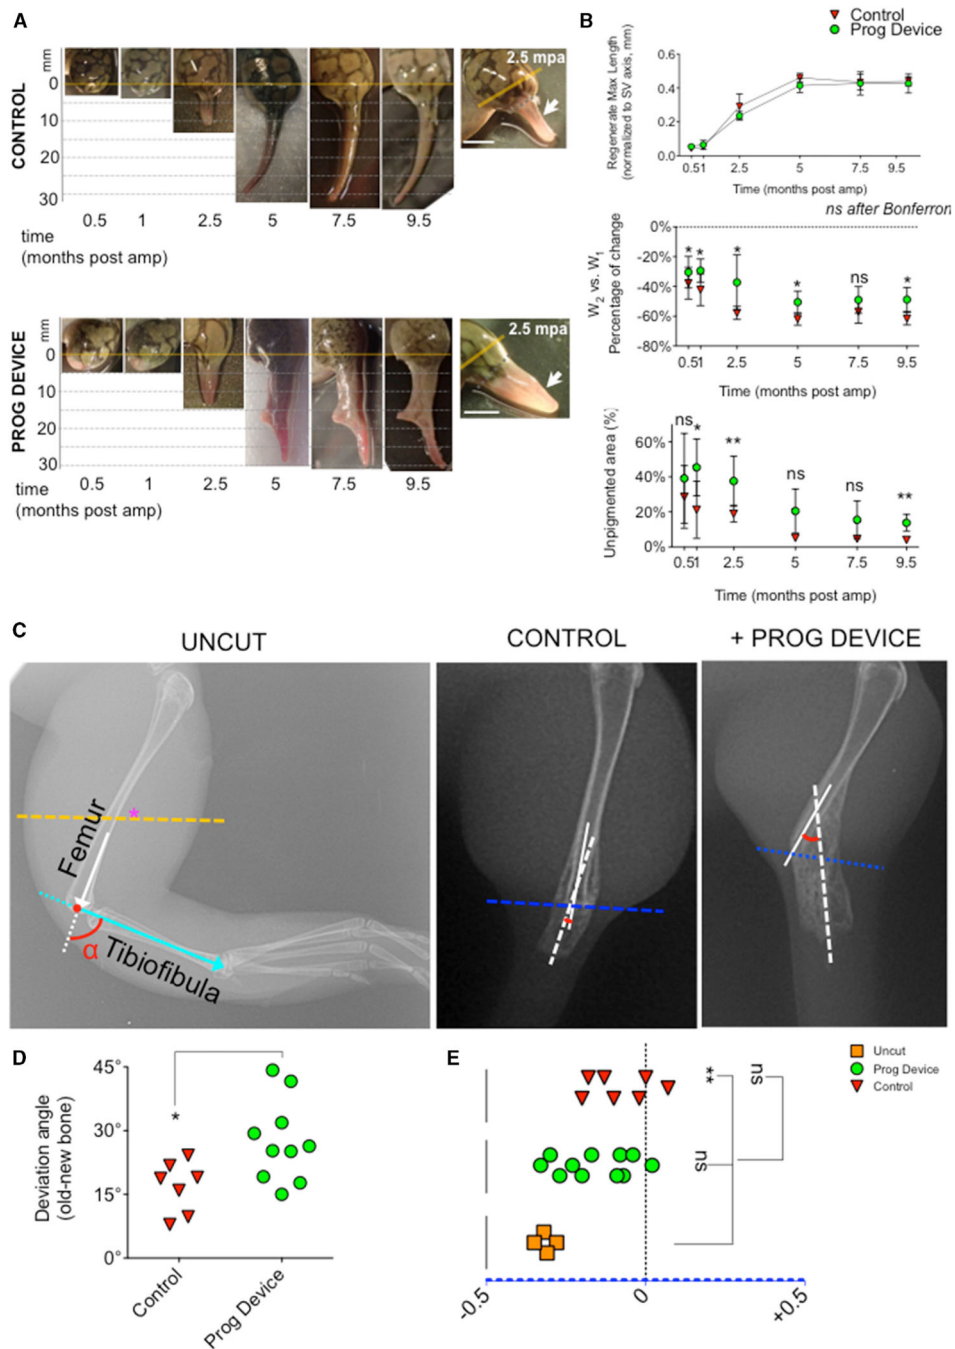 A
CONTROL
mm
0
10
20
30
2.5 mpa
0.5 1 2.5 5 7.5 9.5
time
(months post amp)
PROG DEVICE
mm
0
10
20
30
2.5 mpa
0.5 1 2.5 5 7.5 9.5
time
(months post amp)
B
Control
Prog Device
Regenerate Max Length
(normalized to SV axis, mm)
0.6
0.4
0.2
0.0
0.51 2.5 5 7.5 9.5
Time (months post amp)
ns after Bonferron
W2 vs. W1
Percentage of change
0%
-20%
-40%
-60%
-80%
* * * * ns *
0.51 2.5 5 7.5 9.5
Time (months post amp)
Unpigmented area (%)
60%
40%
20%
0%
ns * ** ns ns **
0.51 2.5 5 7.5 9.5
Time (months post amp)
C
UNCUT
CONTROL
+ PROG DEVICE
Femur
*
α
Tibiofibula
D
Deviation angle
(old-new bone)
45°
30°
15°
0°
*
Control
Prog Device
E
Uncut
Prog Device
Control
**
ns
ns
-0.5
0
+0.5